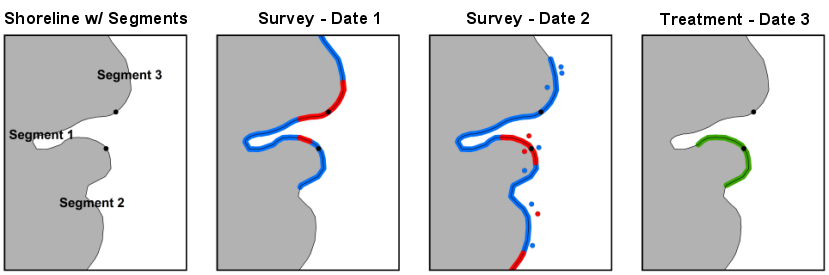 Shoreline w/ Segments
Survey - Date 1
Survey - Date 2
Treatment - Date 3
Segment 3
Segment 1
Segment 2